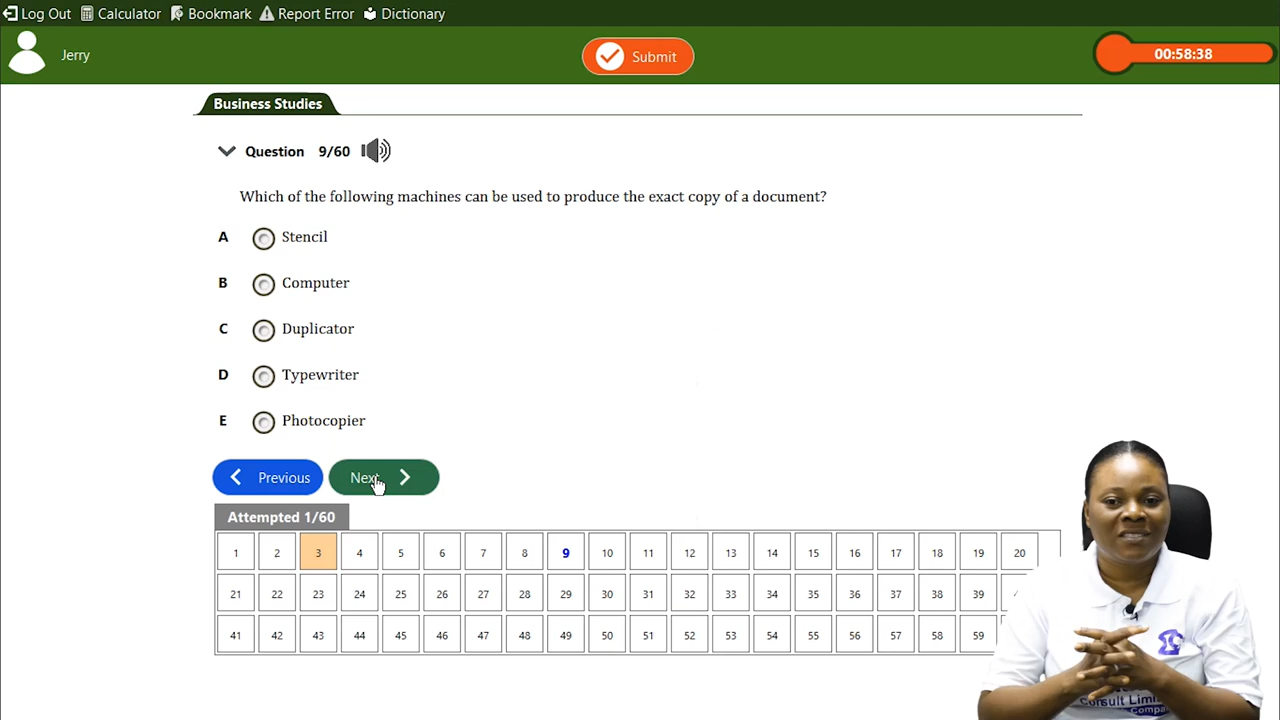 Log Out Calculator Bookmark Report Error Dictionary
Jerry
Submit
00:58:38
Business Studies
Question 9/60
Which of the following machines can be used to produce the exact copy of a document?
A Stencil
B Computer
C Duplicator
D Typewriter
E Photocopier
Previous
Next
Attempted 1/60
1 2 3 4 5 6 7 8 9 10 11 12 13 14 15 16 17 18 19 20
21 22 23 24 25 26 27 28 29 30 31 32 33 34 35 36 37 38 39
41 42 43 44 45 46 47 48 49 50 51 52 53 54 55 56 57 58 59
Consult Limi
Compa